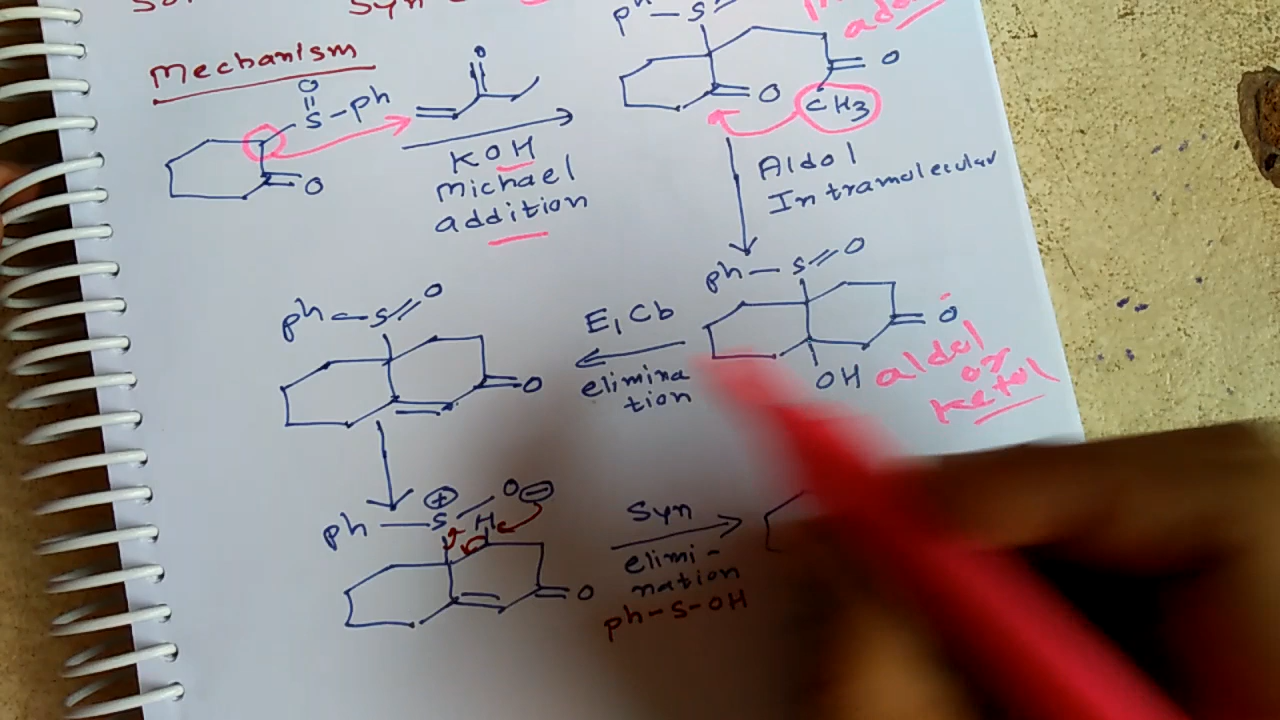 Syn
Mechanism
O
S-Ph
O
O
KOH
Michael
addition
Ph-S
O
O
CH3
Aldol
Intramolecular
Ph-S=O
O
OH
aldol
or
Ketol
E1Cb
elimina
tion
Ph-S=O
O
Ph-S
+
O
-
H
O
Syn
elimi-
nation
Ph-S-OH